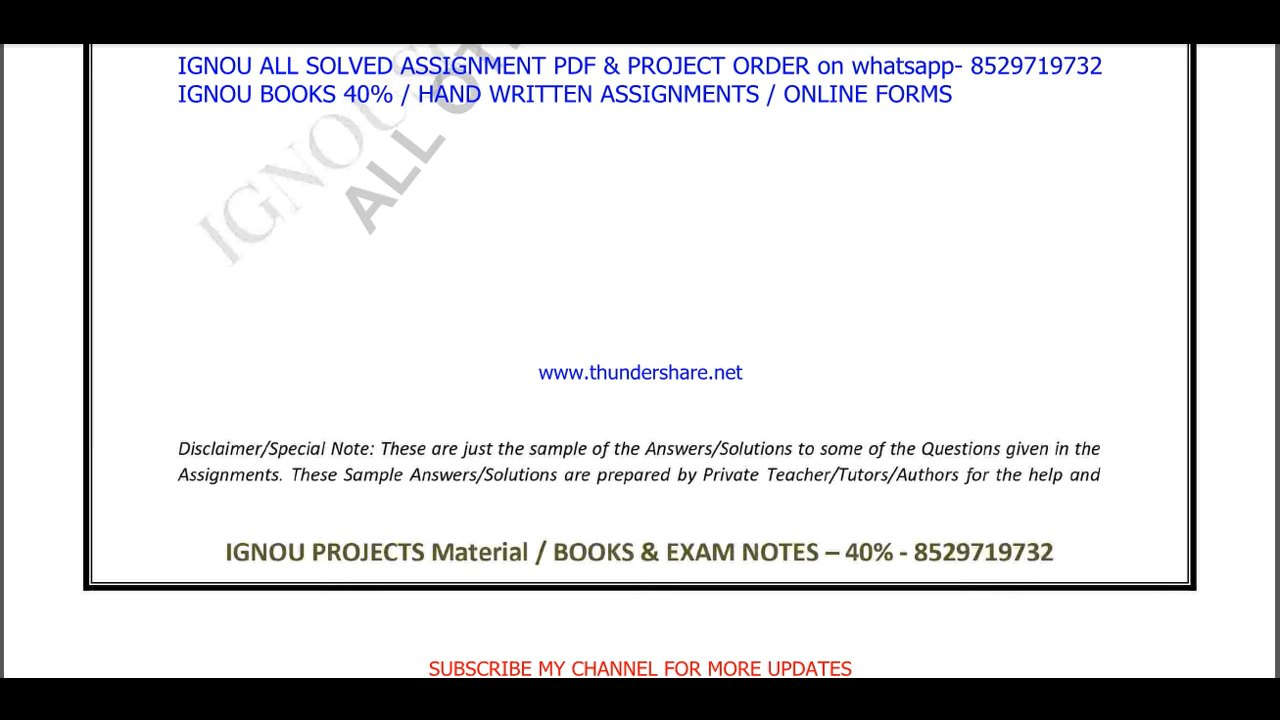 IGNOU ALL SOLVED ASSIGNMENT PDF & PROJECT ORDER on whatsapp- 8529719732
IGNOU BOOKS 40% / HAND WRITTEN ASSIGNMENTS / ONLINE FORMS
IGNOU
ALL
www.thundershare.net
Disclaimer/Special Note: These are just the sample of the Answers/Solutions to some of the Questions given in the
Assignments. These Sample Answers/Solutions are prepared by Private Teacher/Tutors/Authors for the help and
IGNOU PROJECTS Material / BOOKS & EXAM NOTES – 40% - 8529719732
SUBSCRIBE MY CHANNEL FOR MORE UPDATES